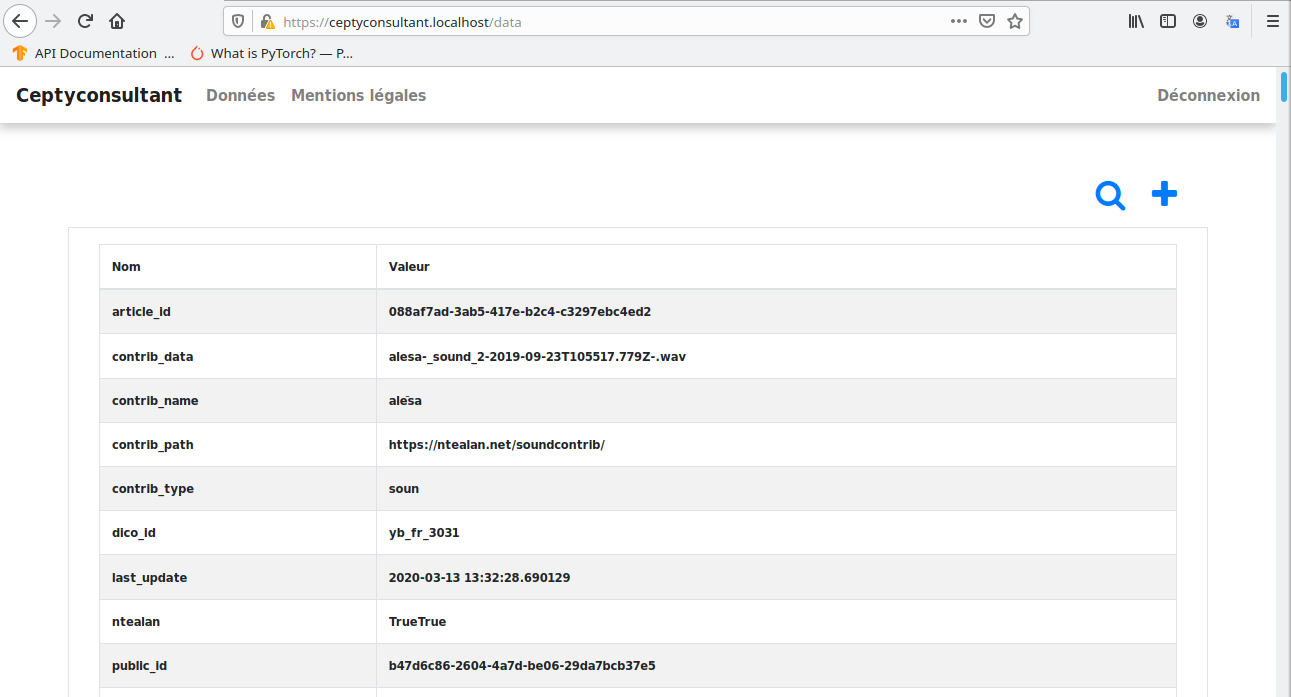 https://ceptyconsultant.localhost/data
API Documentation ... What is PyTorch? — P...
Ceptyconsultant Données Mentions légales Déconnexion
Nom Valeur
article_id 088af7ad-3ab5-417e-b2c4-c3297ebc4ed2
contrib_data alesa-_sound_2-2019-09-23T105517.779Z-.wav
contrib_name alēsa
contrib_path https://ntealan.net/soundcontrib/
contrib_type soun
dico_id yb_fr_3031
last_update 2020-03-13 13:32:28.690129
ntealan TrueTrue
public_id b47d6c86-2604-4a7d-be06-29da7bcb37e5